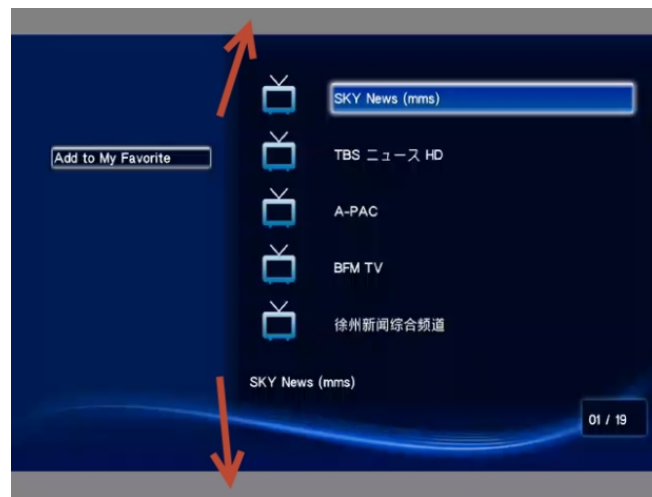 SKY News (mms)
Add to My Favorite
TBS ニュース HD
A-PAC
BFM TV
徐州新闻综合频道
SKY News (mms)
01 / 19